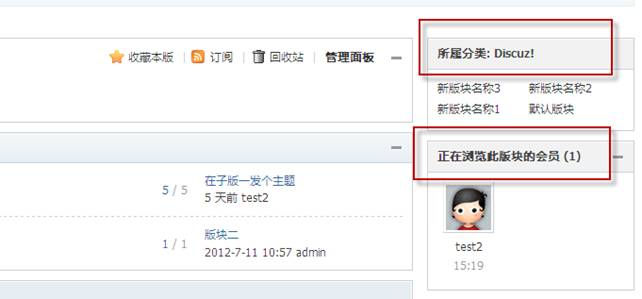 收藏本版 | 订阅 | 回收站 | 管理面板
5 / 5
在子版一发个主题
5 天前 test2
1 / 1
版块二
2012-7-11 10:57 admin
所属分类: Discuz!
新版块名称3 新版块名称2
新版块名称1 默认版块
正在浏览此版块的会员 (1)
test2
15:19